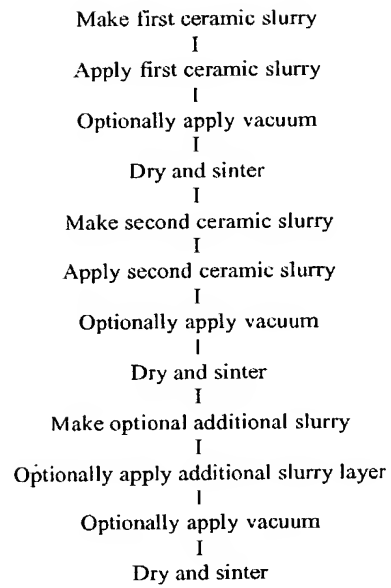 Make first ceramic slurry
Apply first ceramic slurry
Optionally apply vacuum
Dry and sinter
Make second ceramic slurry
Apply second ceramic slurry
Optionally apply vacuum
Dry and sinter
Make optional additional slurry
Optionally apply additional slurry layer
Optionally apply vacuum
Dry and sinter